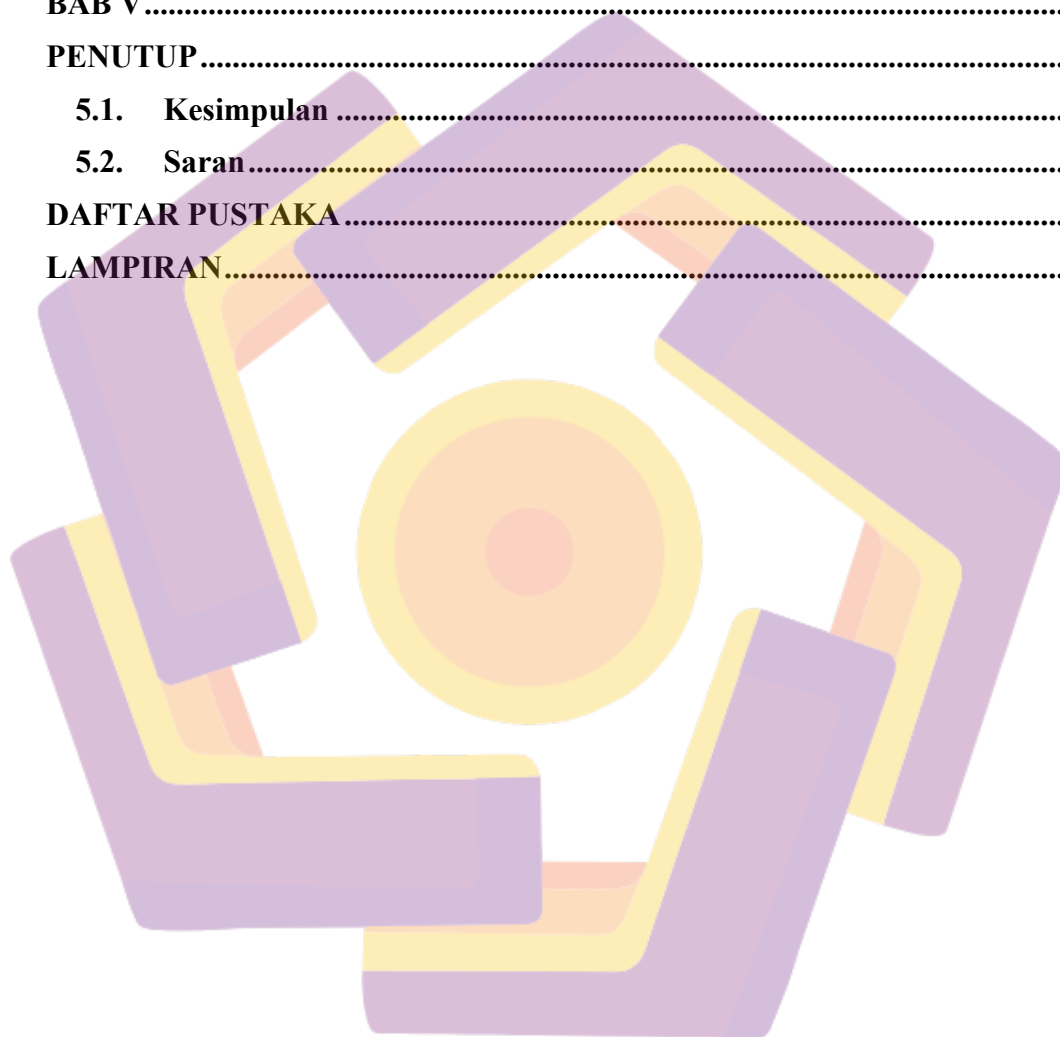 BAB V................................................................................................................
PENUTUP.........................................................................................................
5.1. Kesimpulan .......................................................................................
5.2. Saran..................................................................................................
DAFTAR PUSTAKA.......................................................................................
LAMPIRAN......................................................................................................